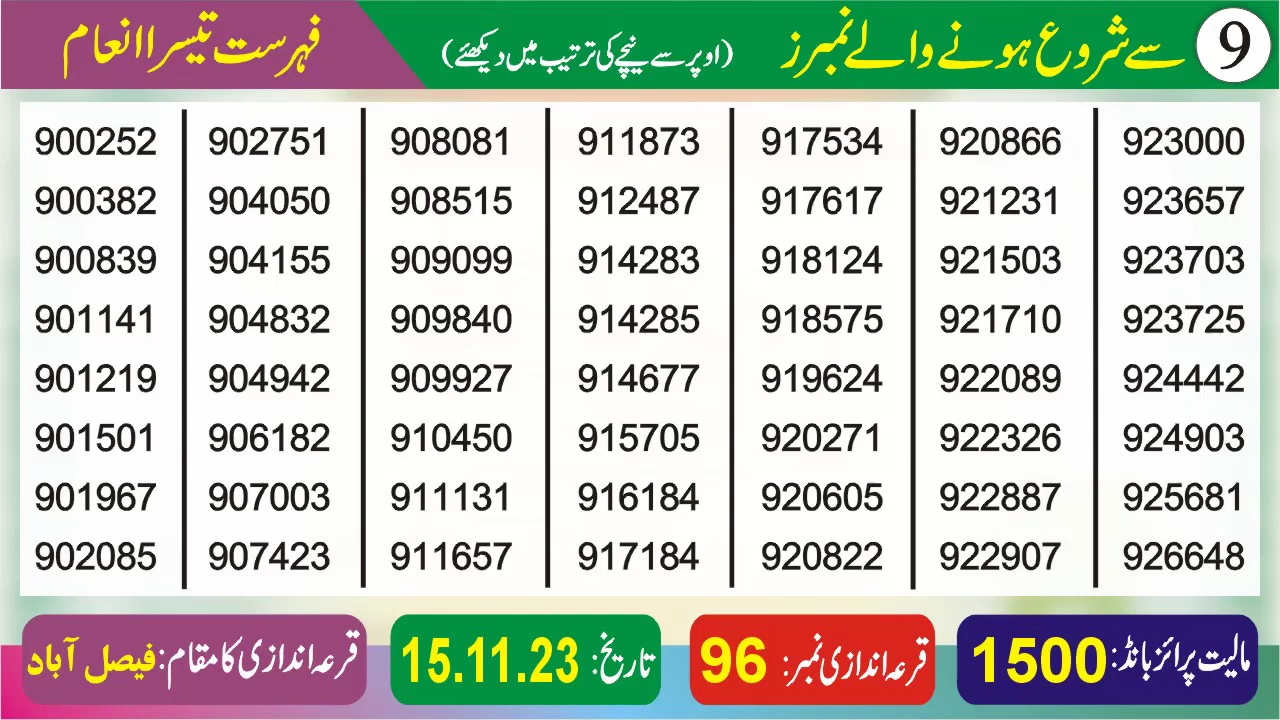 9 سے شروع ہونے والے نمبرز (اوپر سے نیچے کی ترتیب میں دیکھئے) فہرست تیسرا انعام
900252 902751 908081 911873 917534 920866 923000
900382 904050 908515 912487 917617 921231 923657
900839 904155 909099 914283 918124 921503 923703
901141 904832 909840 914285 918575 921710 923725
901219 904942 909927 914677 919624 922089 924442
901501 906182 910450 915705 920271 922326 924903
901967 907003 911131 916184 920605 922887 925681
902085 907423 911657 917184 920822 922907 926648
مالیت پرائز بانڈ: 1500 قرعہ اندازی نمبر: 96 تاریخ: 15.11.23 قرعہ اندازی کا مقام: فیصل آباد